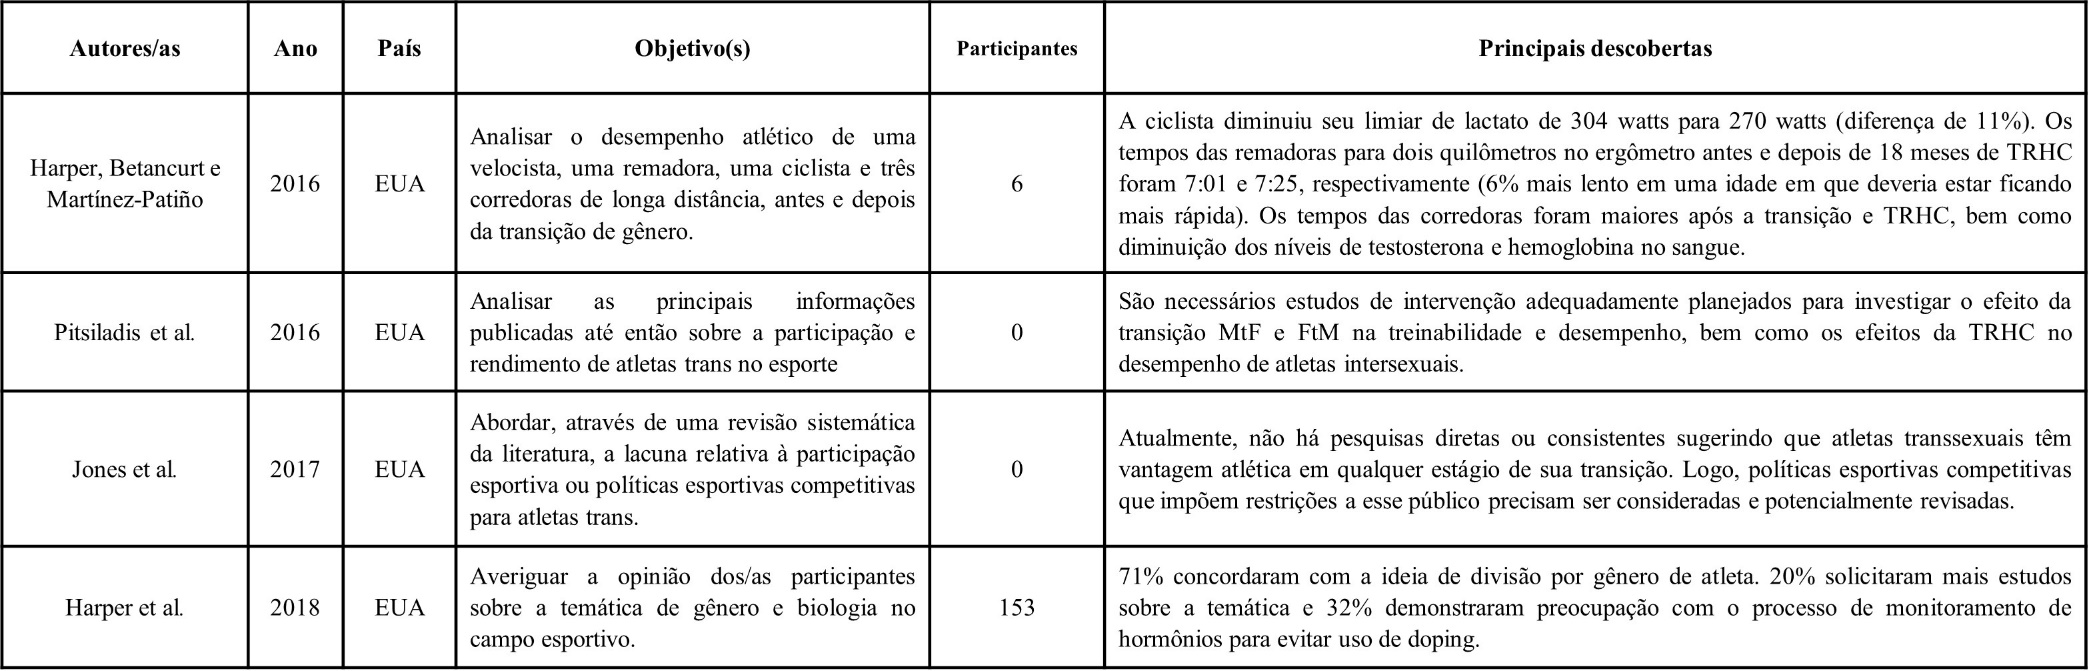 Autores/as Ano País Objetivo(s) Participantes Principais descobertas
Harper, Betancurt e
Martínez-Patiño
2016
EUA
Analisar o desempenho atlético de uma
velocista, uma remadora, uma ciclista e três
corredoras de longa distância, antes e depois
da transição de gênero.
6
A ciclista diminuiu seu limiar de lactato de 304 watts para 270 watts (diferença de 11%). Os
tempos das remadoras para dois quilômetros no ergômetro antes e depois de 18 meses de TRHC
foram 7:01 e 7:25, respectivamente (6% mais lento em uma idade em que deveria estar ficando
mais rápida). Os tempos das corredoras foram maiores após a transição e TRHC, bem como
diminuição dos níveis de testosterona e hemoglobina no sangue.
Pitsiladis et al.
2016
EUA
Analisar as principais informações
publicadas até então sobre a participação e
rendimento de atletas trans no esporte
0
São necessários estudos de intervenção adequadamente planejados para investigar o efeito da
transição MtF e FtM na treinabilidade e desempenho, bem como os efeitos da TRHC no
desempenho de atletas intersexuais.
Jones et al.
2017
EUA
Abordar, através de uma revisão sistemática
da literatura, a lacuna relativa à participação
esportiva ou políticas esportivas competitivas
para atletas trans.
0
Atualmente, não há pesquisas diretas ou consistentes sugerindo que atletas transsexuais têm
vantagem atlética em qualquer estágio de sua transição. Logo, políticas esportivas competitivas
que impõem restrições a esse público precisam ser consideradas e potencialmente revisadas.
Harper et al.
2018
EUA
Averiguar a opinião dos/as participantes
sobre a temática de gênero e biologia no
campo esportivo.
153
71% concordaram com a ideia de divisão por gênero de atleta. 20% solicitaram mais estudos
sobre a temática e 32% demonstraram preocupação com o processo de monitoramento de
hormônios para evitar uso de doping.